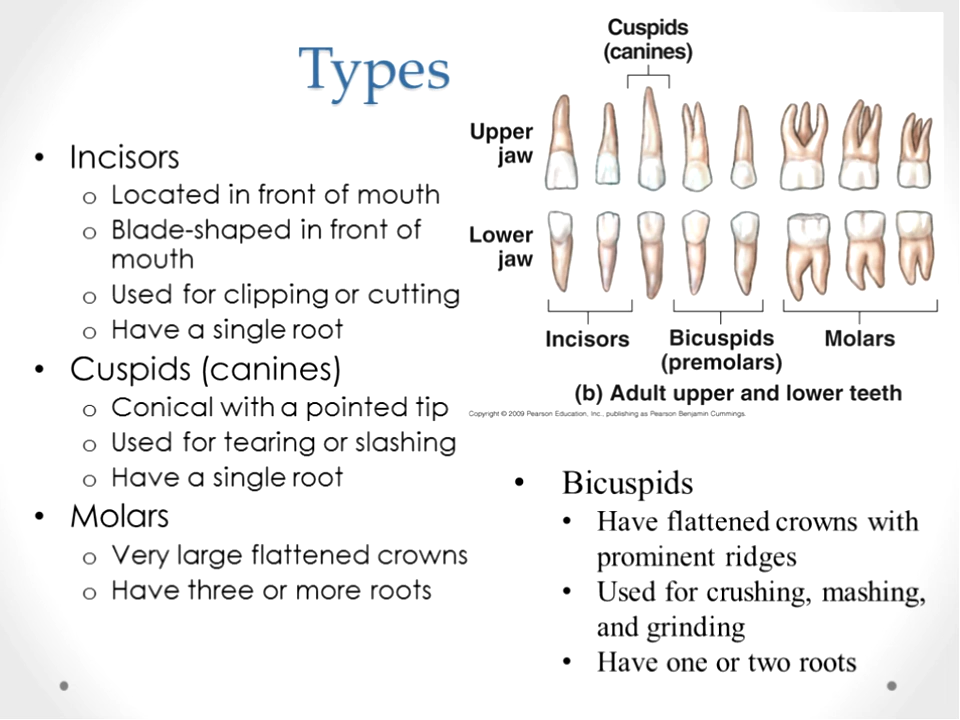 Types
• Incisors
o Located in front of mouth
o Blade-shaped in front of
mouth
o Used for clipping or cutting
o Have a single root
• Cuspids (canines)
o Conical with a pointed tip
o Used for tearing or slashing
o Have a single root
• Molars
o Very large flattened crowns
o Have three or more roots
Cuspids
(canines)
Upper
jaw
Lower
jaw
Incisors
Bicuspids
(premolars)
Molars
(b) Adult upper and lower teeth
Copyright © 2009 Pearson Education, Inc., publishing as Pearson Benjamin Cummings.
• Bicuspids
• Have flattened crowns with
prominent ridges
• Used for crushing, mashing,
and grinding
• Have one or two roots